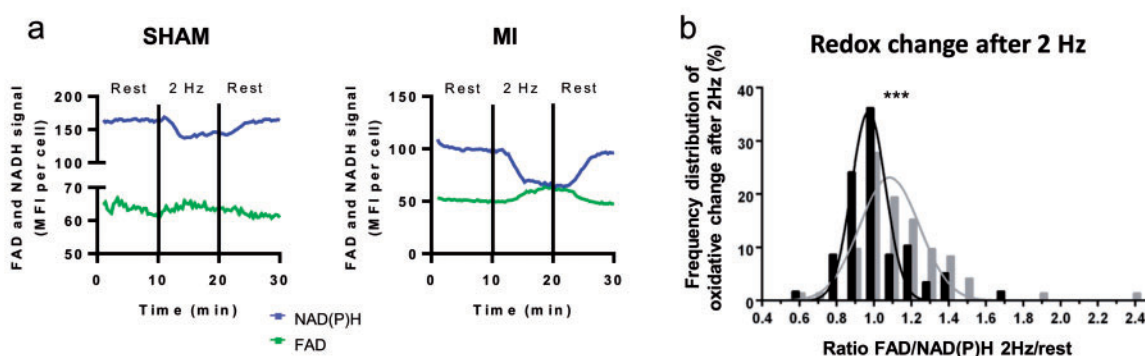 a
SHAM
MI
b
Redox change after 2 Hz
FAD and NADH signal
(MFI per cell)
Rest 2 Hz Rest
200
150
100
70
60
50
0 10 20 30
Time (min)
FAD and NADH signal
(MFI per cell)
Rest 2 Hz Rest
150
100
50
0
0 10 20 30
Time (min)
NAD(P)H
FAD
Frequency distribution of
oxidative change after 2Hz (%)
40
30
20
10
0
***
0.4 0.6 0.8 1.0 1.2 1.4 1.6 1.8 2.0 2.2 2.4
Ratio FAD/NAD(P)H 2Hz/rest